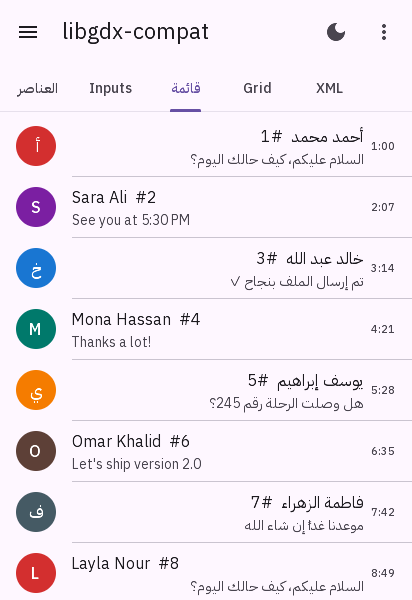 libgdx-compat
العناصر Inputs قائمة Grid XML
أ
أحمد محمد #1
1:00
السلام عليكم، كيف حالك اليوم؟
S
Sara Ali #2
2:07
See you at 5:30 PM
خ
خالد عبد الله #3
3:14
تم إرسال الملف بنجاح ✓
M
Mona Hassan #4
4:21
Thanks a lot!
ي
يوسف إبراهيم #5
5:28
هل وصلت الرحلة رقم 245؟
O
Omar Khalid #6
6:35
Let's ship version 2.0
ف
فاطمة الزهراء #7
7:42
موعدنا غدًا إن شاء الله
L
Layla Nour #8
8:49
السلام عليكم، كيف حالك اليوم؟